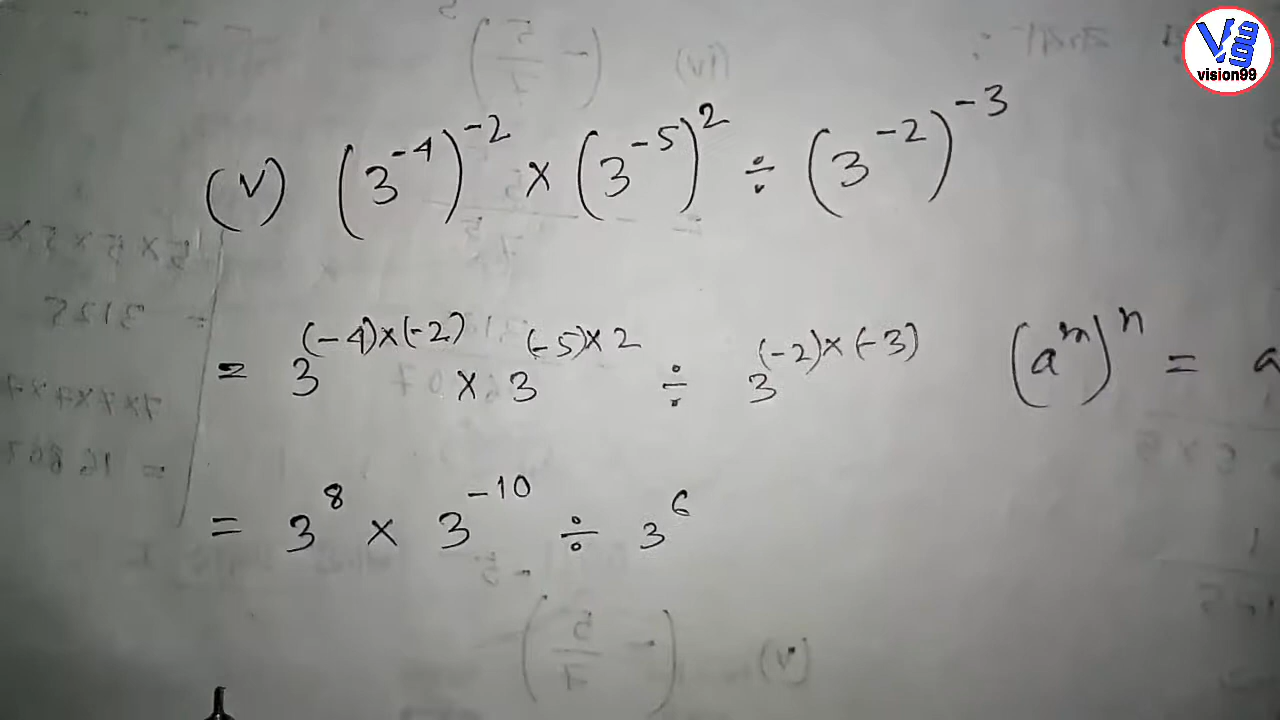 vision99
(v) (3^-4)^-2 × (3^-5)^2 ÷ (3^-2)^-3
= 3^(-4)×(-2) × 3^(-5)×2 ÷ 3^(-2)×(-3) (a^m)^n = a
= 3^8 × 3^-10 ÷ 3^6